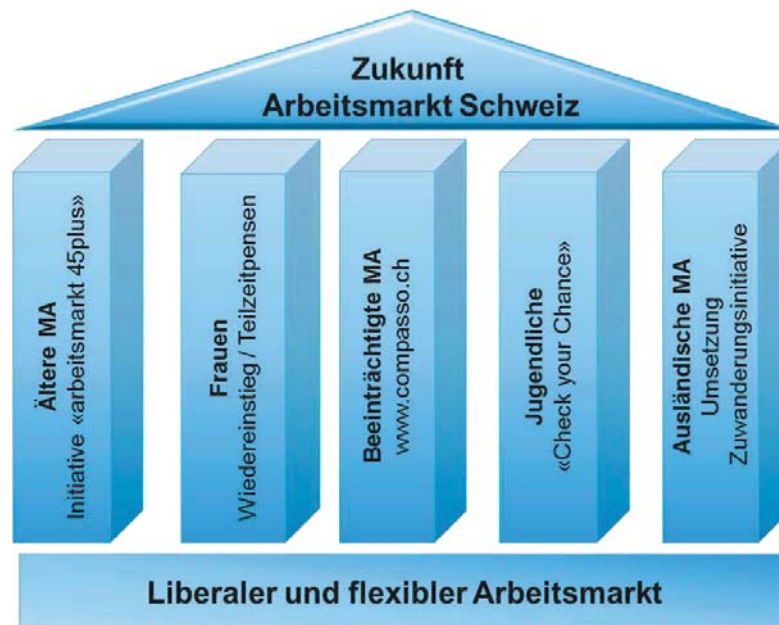 Zukunft
Arbeitsmarkt Schweiz
Ältere MA
Initiative «arbeitsmarkt 45plus»
Frauen
Wiedereinstieg / Teilzeitpensen
Beeinträchtigte MA
www.compasso.ch
Jugendliche
«Check your Chance»
Ausländische MA
Umsetzung
Zuwanderungsinitiative
Liberaler und flexibler Arbeitsmarkt